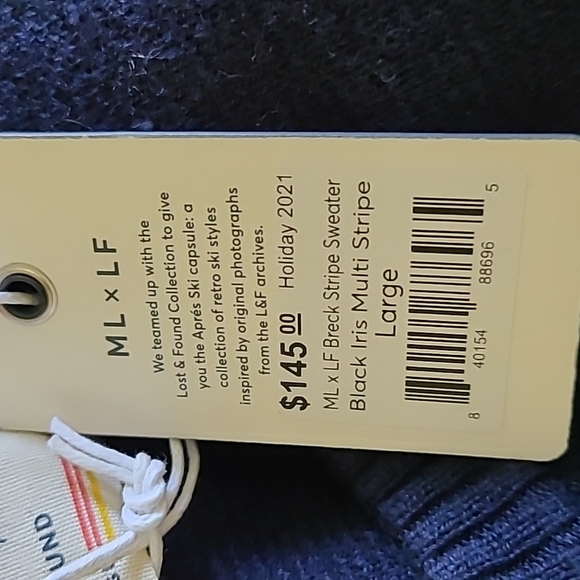 ML x LF
We teamed up with the
Lost & Found Collection to give
you the Aprés Ski capsule: a
collection of retro ski styles
inspired by original photographs
from the L&F archives.
$145.00 Holiday 2021
ML x LF Breck Stripe Sweater
Black Iris Multi Stripe
Large
8 40154 88696 5
UND